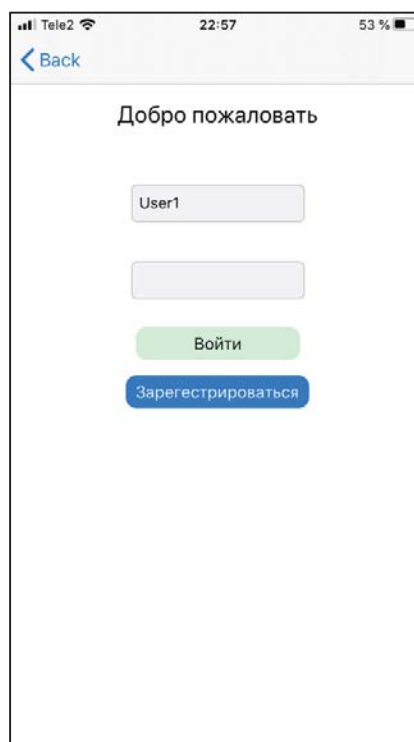 Tele2 22:57 53 %
Back
Добро пожаловать
User1
Войти
Зарегестрироваться